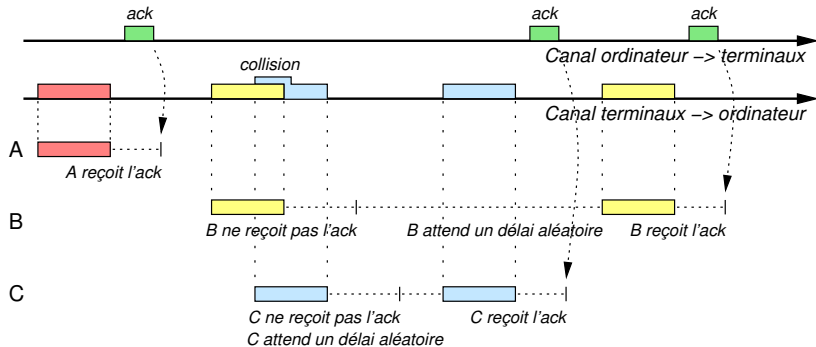 ack
ack
ack
Canal ordinateur −> terminaux
collision
Canal terminaux −> ordinateur
A
A reçoit l'ack
B
B ne reçoit pas l'ack
B attend un délai aléatoire
B reçoit l'ack
C
C ne reçoit pas l'ack
C reçoit l'ack
C attend un délai aléatoire